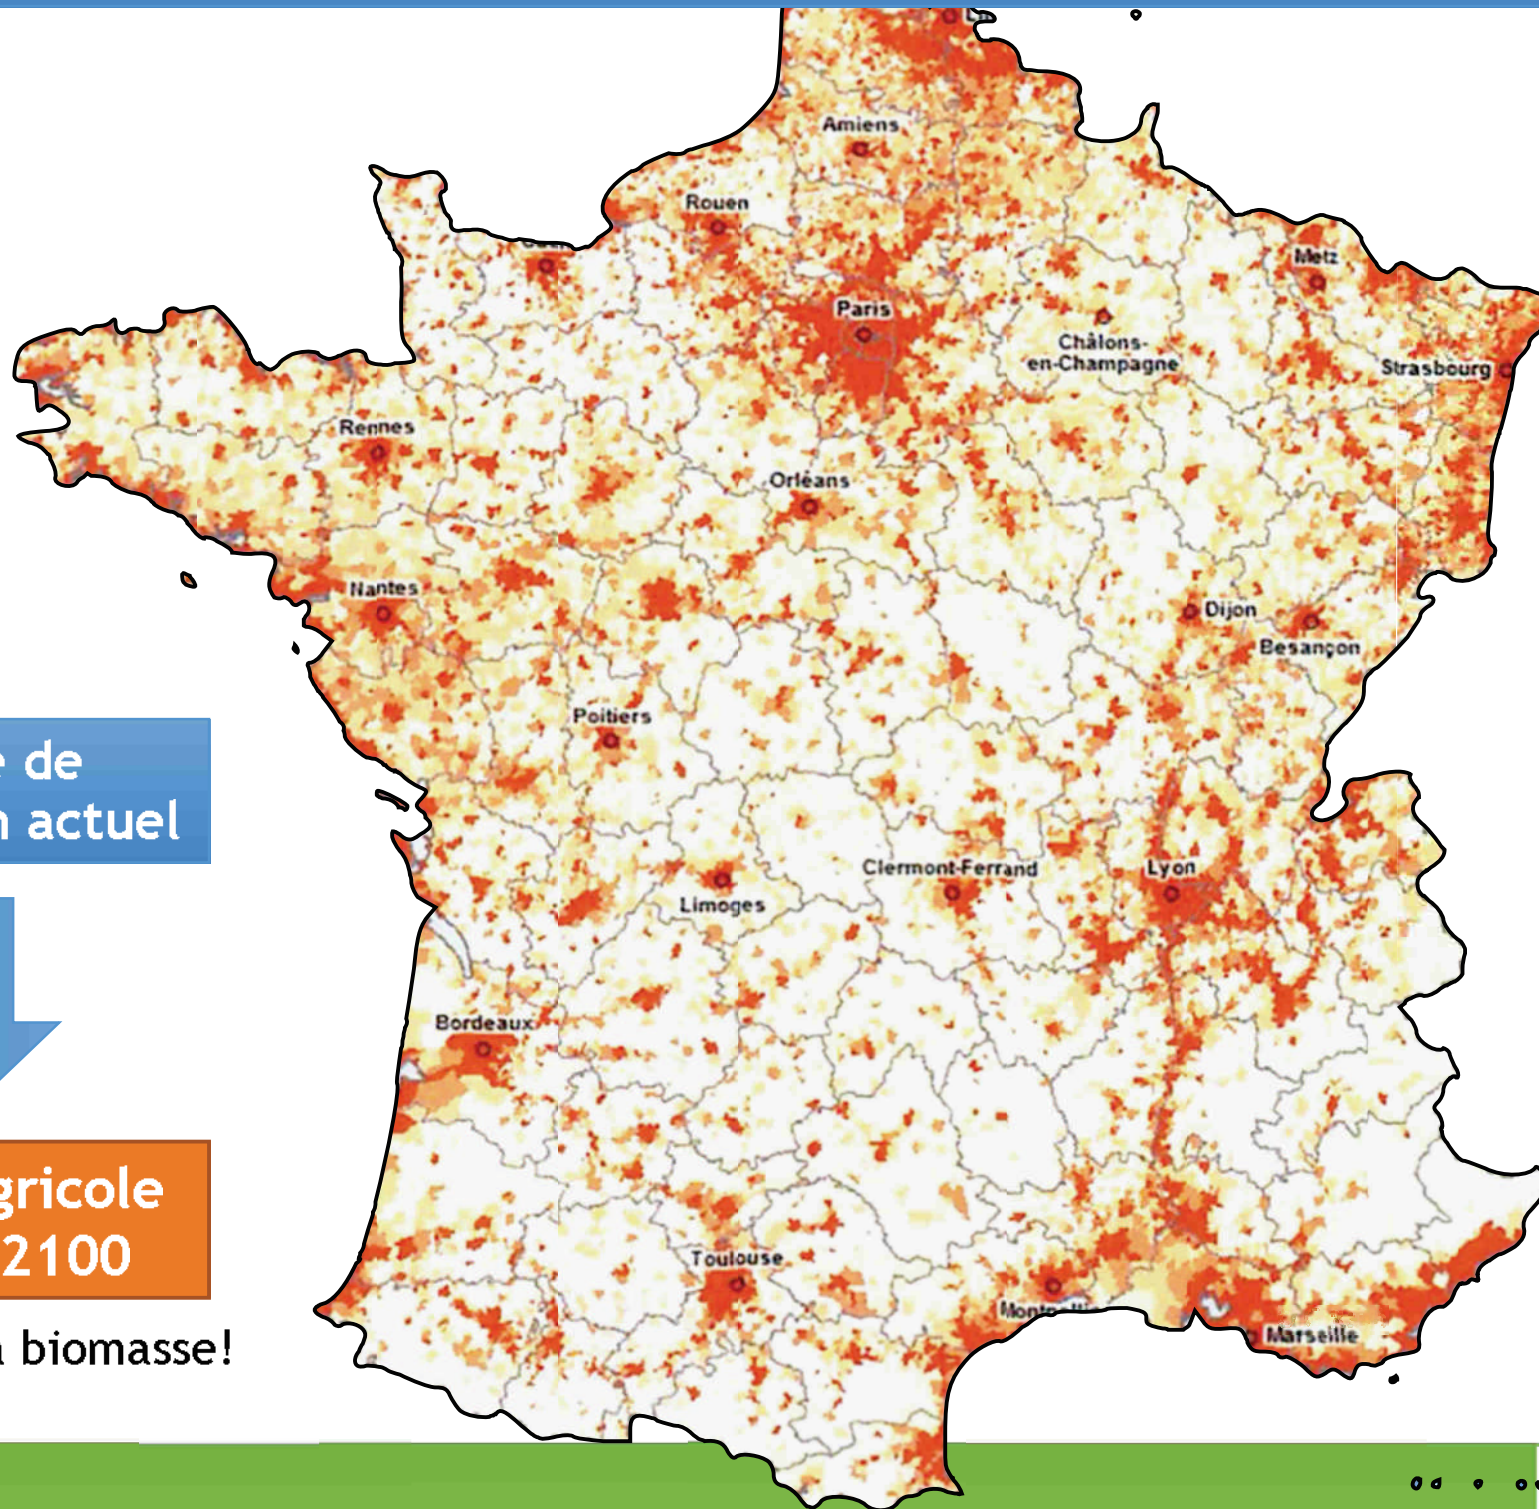 Amiens
Rouen
Metz
Paris
Châlons-
en-Champagne
Strasbourg
Rennes
Orléans
Nantes
Dijon
Besançon
Poitiers
de
actuel
Clermont-Ferrand
Lyon
Limoges
Bordeaux
gricole
2100
Toulouse
Marseille
biomasse!